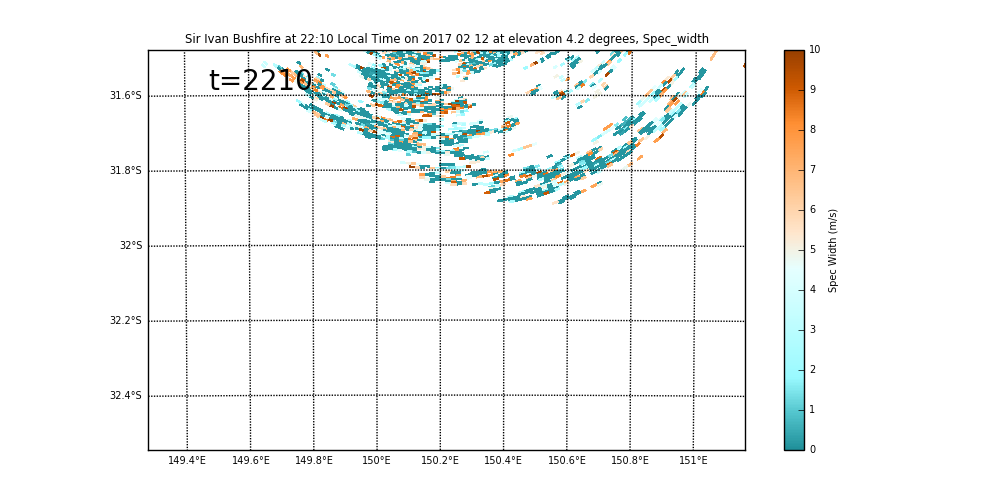 Sir Ivan Bushfire at 22:10 Local Time on 2017 02 12 at elevation 4.2 degrees, Spec_width
t=2210
31.6°S
31.8°S
32°S
32.2°S
32.4°S
149.4°E 149.6°E 149.8°E 150°E 150.2°E 150.4°E 150.6°E 150.8°E 151°E
10
9
8
7
6
5
4
3
2
1
0
Spec Width (m/s)